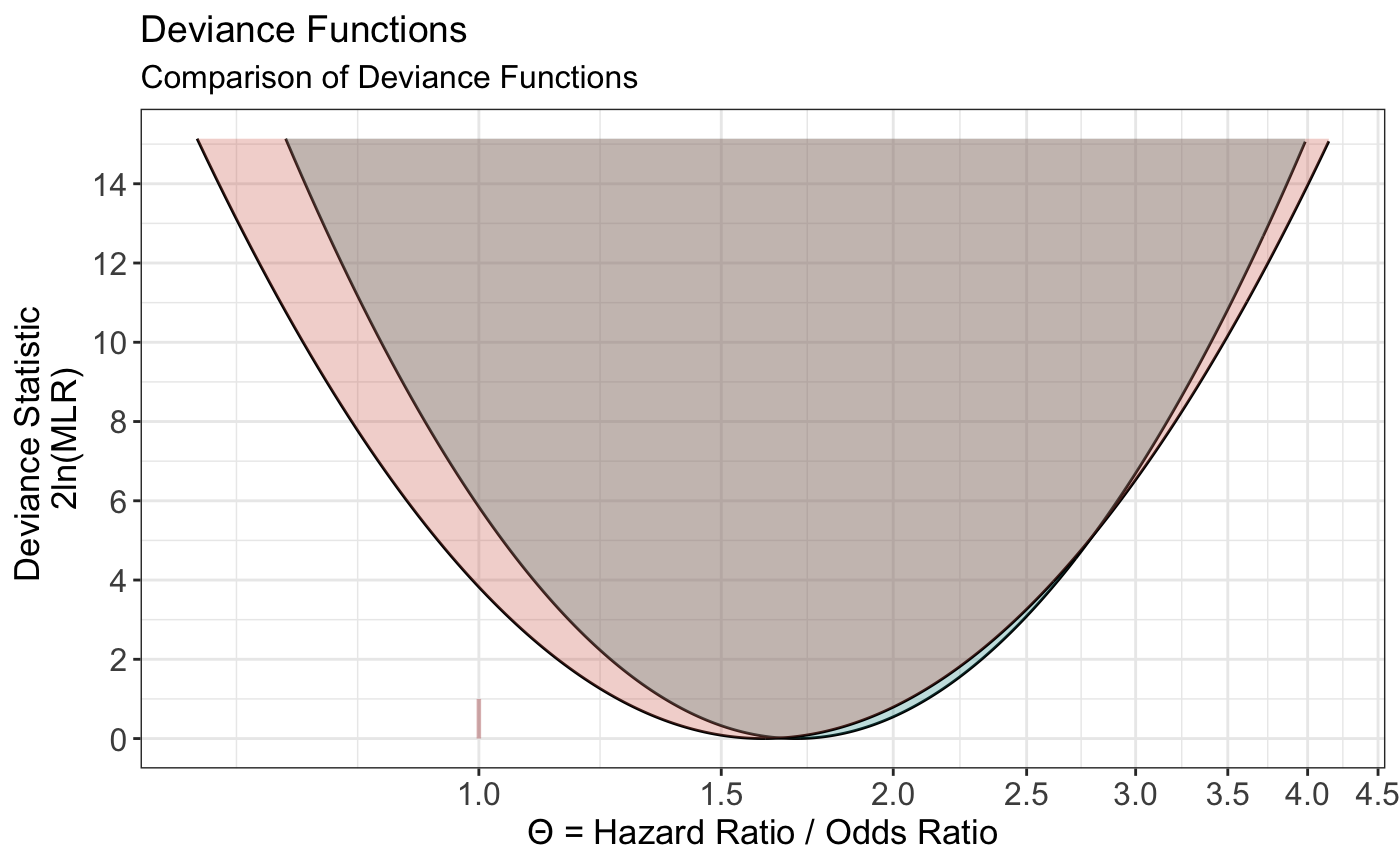 Deviance Functions
Comparison of Deviance Functions
Deviance Statistic
2ln(MLR)
14
12
10
8
6
4
2
0
1.0 1.5 2.0 2.5 3.0 3.5 4.0 4.5
Θ = Hazard Ratio / Odds Ratio